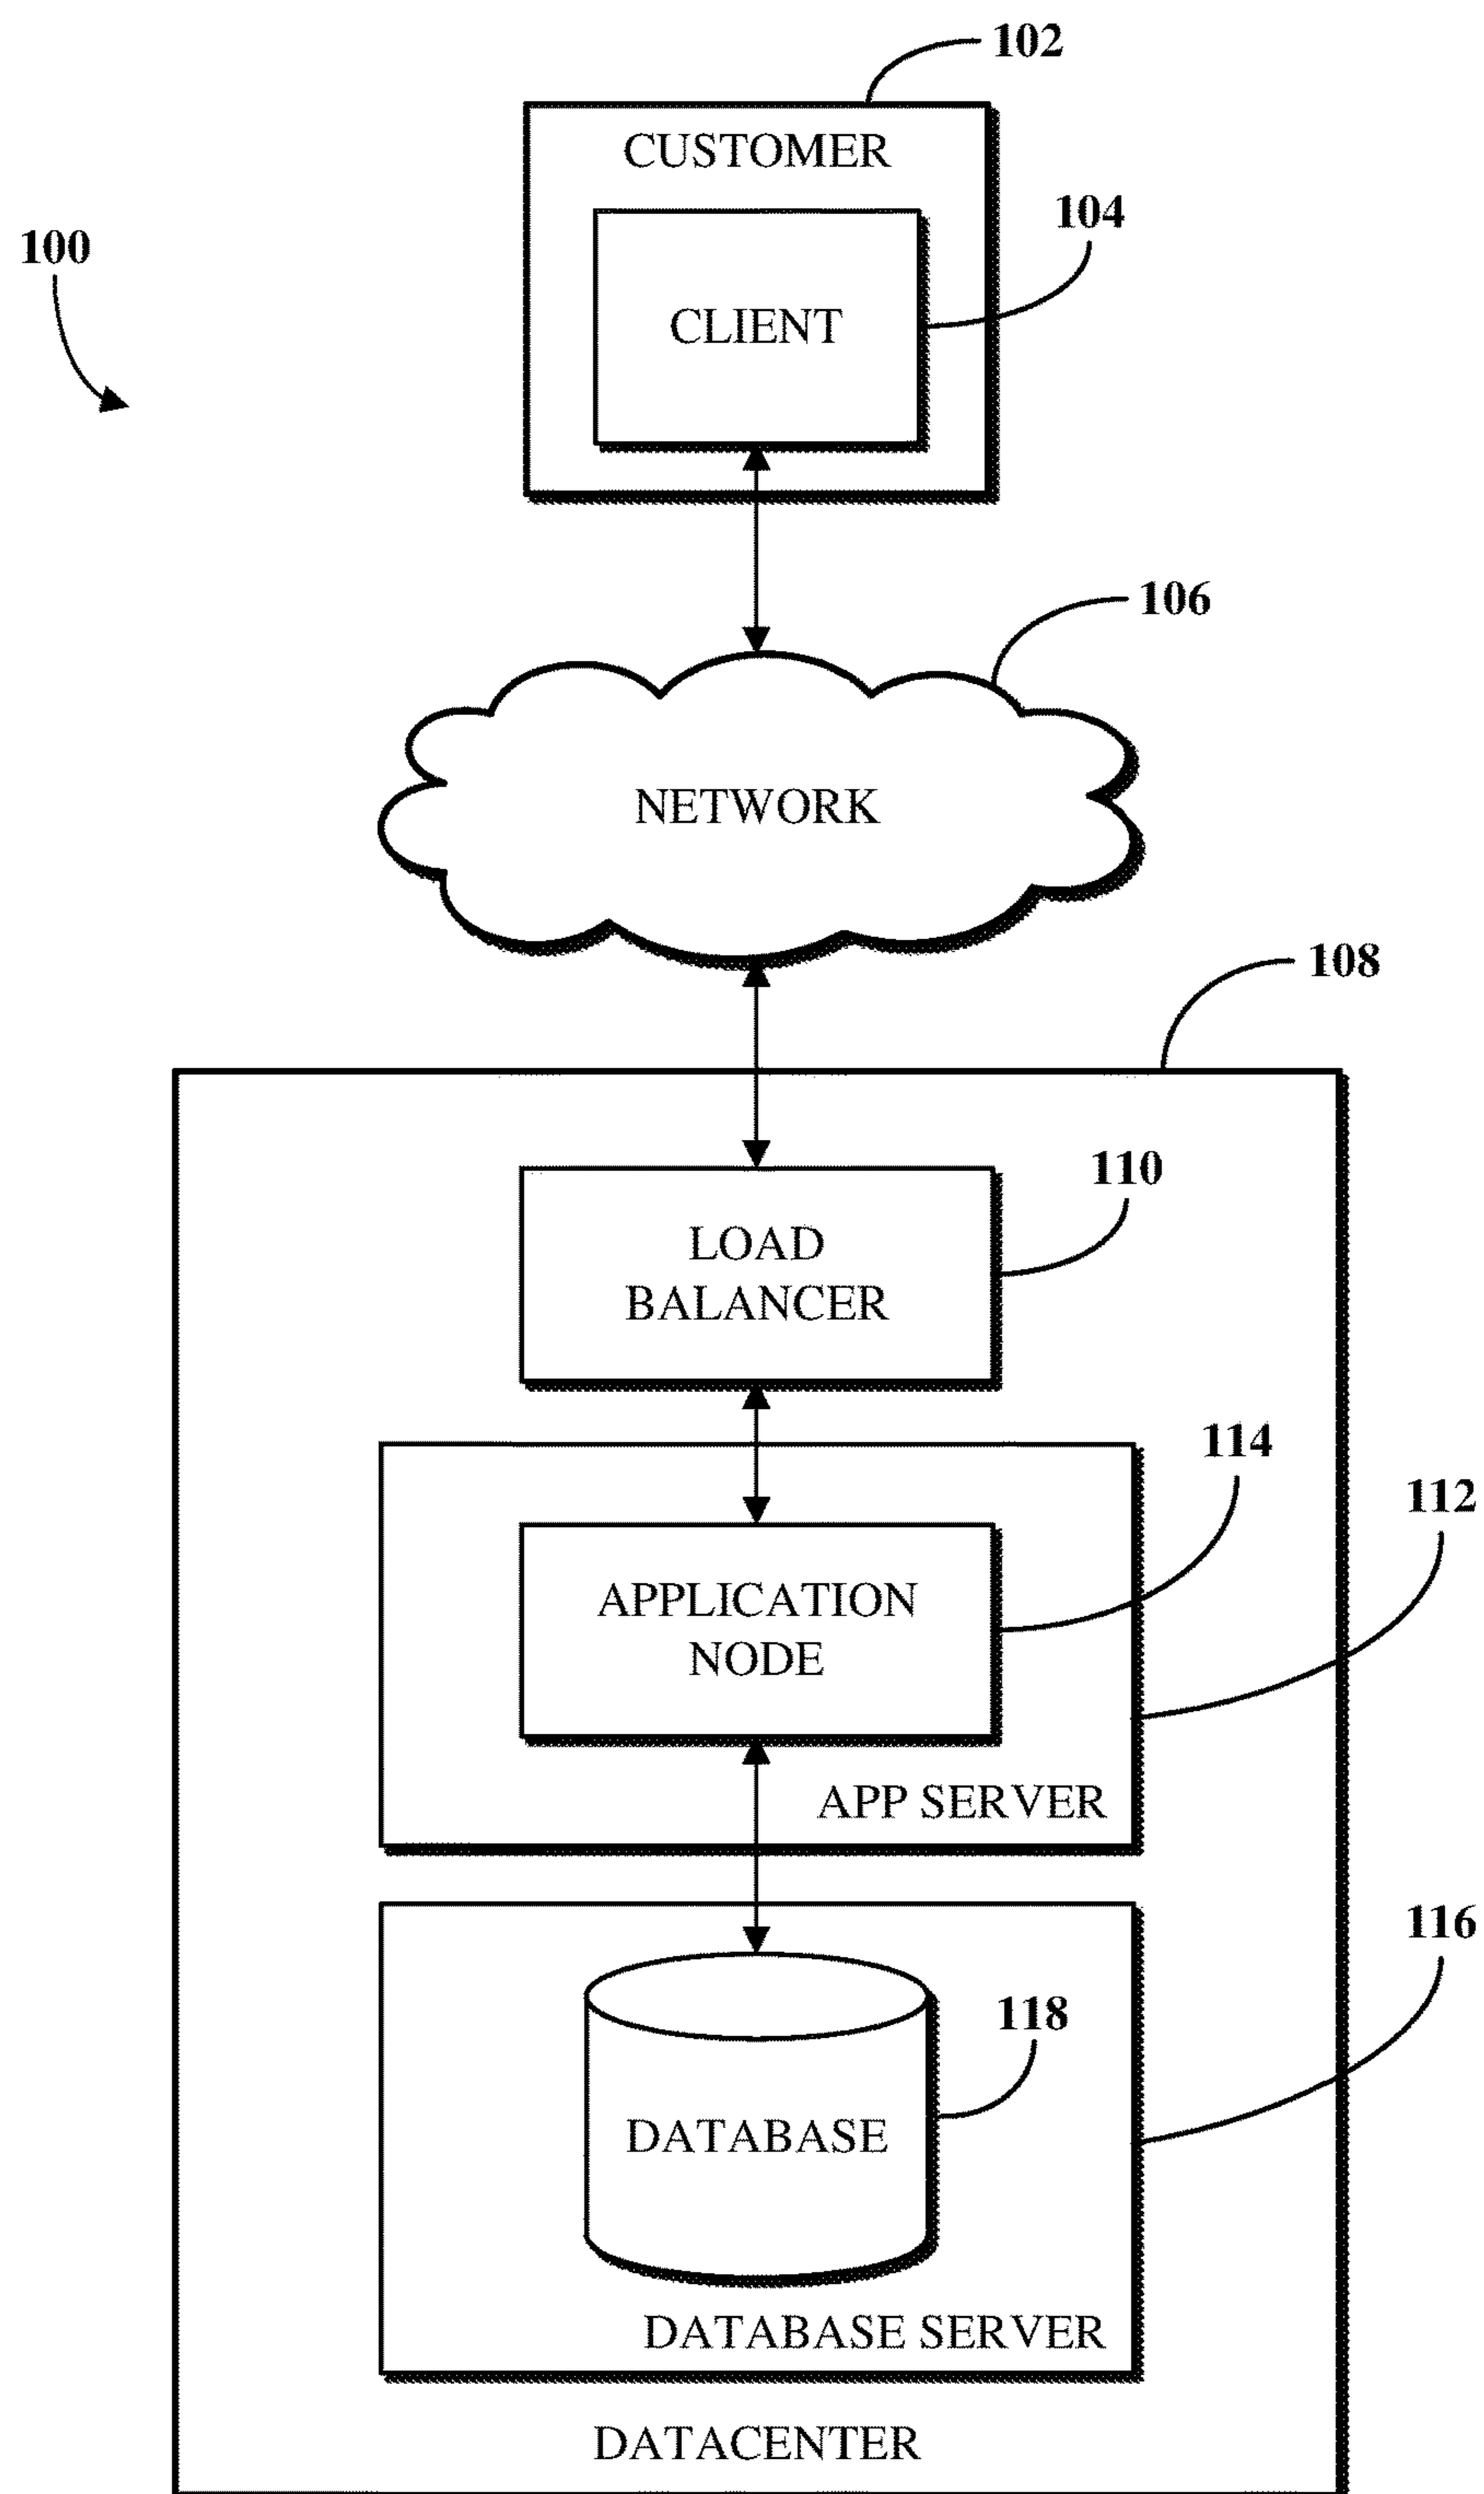 102
CUSTOMER
104
100
CLIENT
106
NETWORK
108
110
LOAD
BALANCER
114
112
APPLICATION
NODE
APP SERVER
116
118
DATABASE
DATABASE SERVER
DATACENTER